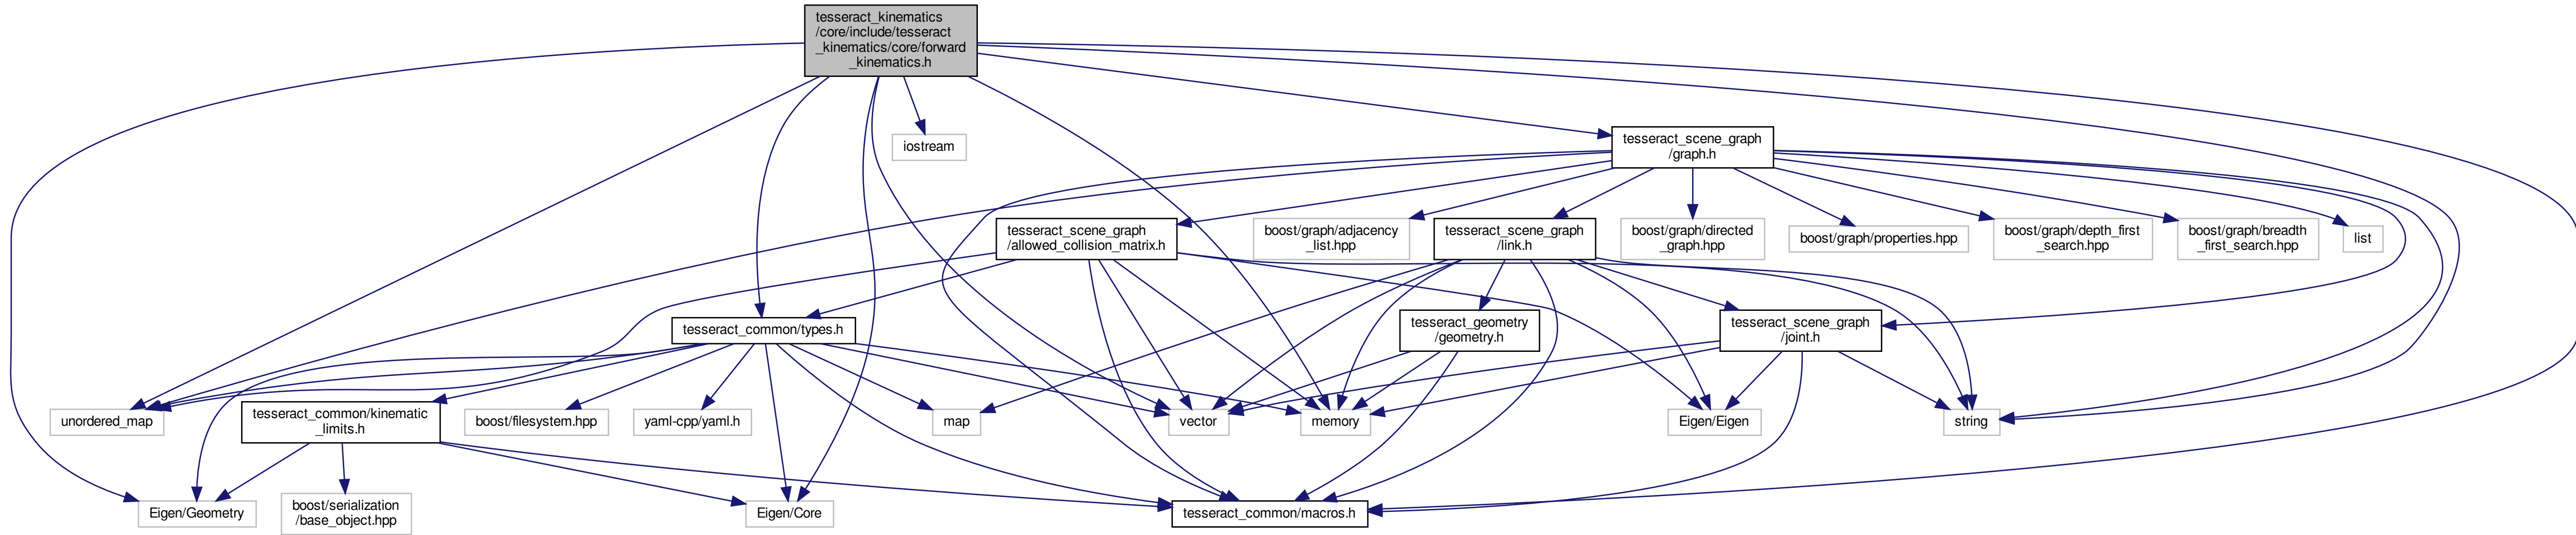 tesseract_kinematics
/core/include/tesseract
_kinematics/core/forward
_kinematics.h
iostream
tesseract_scene_graph
/graph.h
tesseract_scene_graph
/allowed_collision_matrix.h
boost/graph/adjacency
_list.hpp
tesseract_scene_graph
/link.h
boost/graph/directed
_graph.hpp
boost/graph/properties.hpp
boost/graph/depth_first
_search.hpp
boost/graph/breadth
_first_search.hpp
list
tesseract_common/types.h
tesseract_geometry
/geometry.h
tesseract_scene_graph
/joint.h
unordered_map
tesseract_common/kinematic
_limits.h
boost/filesystem.hpp
yaml-cpp/yaml.h
map
vector
memory
Eigen/Eigen
string
Eigen/Geometry
boost/serialization
/base_object.hpp
Eigen/Core
tesseract_common/macros.h